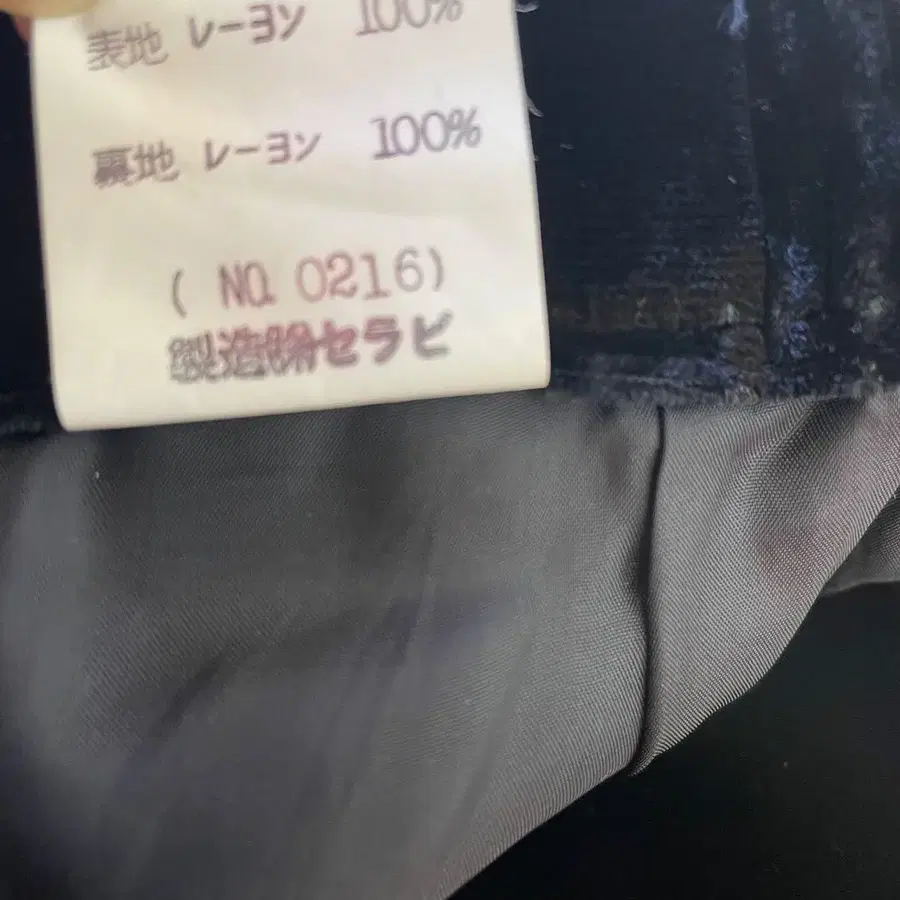 表地 レーヨン 100%
裏地 レーヨン 100%
( NO. 0216)
製造 セラビ